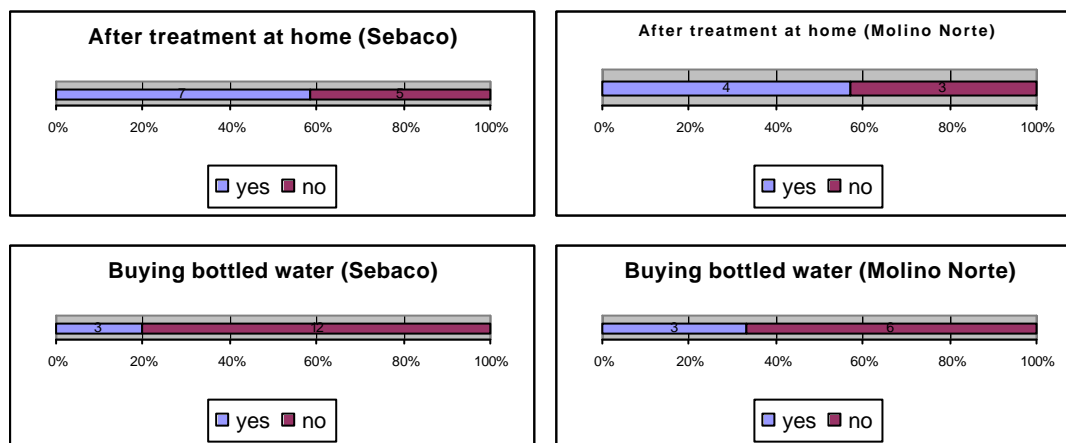 After treatment at home (Sebaco)
7 5
0% 20% 40% 60% 80% 100%
yes no
After treatment at home (Molino Norte)
4 3
0% 20% 40% 60% 80% 100%
yes no
Buying bottled water (Sebaco)
3 12
0% 20% 40% 60% 80% 100%
yes no
Buying bottled water (Molino Norte)
3 6
0% 20% 40% 60% 80% 100%
yes no